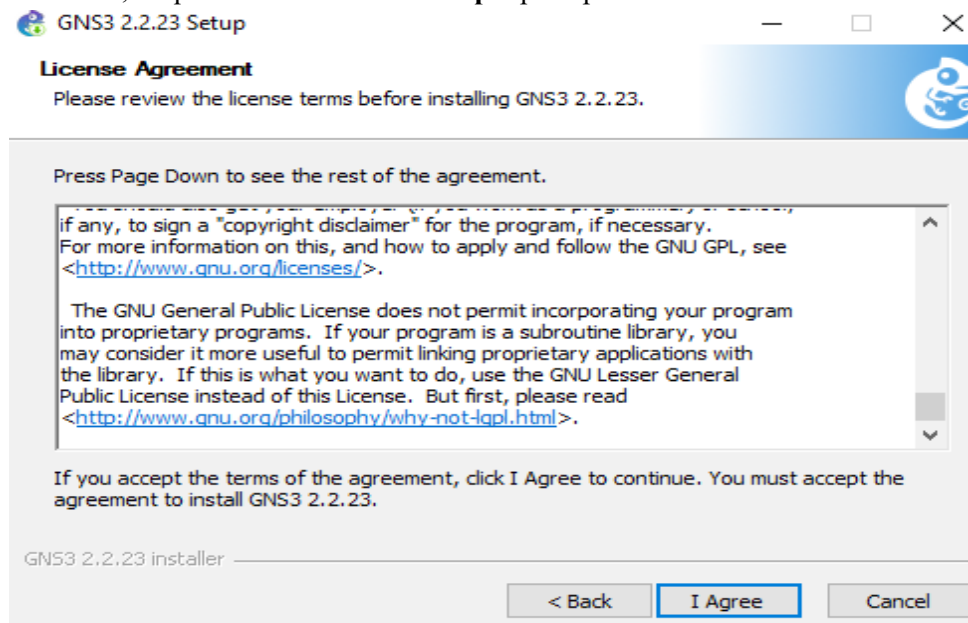 GNS3 2.2.23 Setup
License Agreement
Please review the license terms before installing GNS3 2.2.23.
Press Page Down to see the rest of the agreement.
if any, to sign a "copyright disclaimer" for the program, if necessary.
For more information on this, and how to apply and follow the GNU GPL, see
<http://www.gnu.org/licenses/>.
The GNU General Public License does not permit incorporating your program
into proprietary programs.  If your program is a subroutine library, you
may consider it more useful to permit linking proprietary applications with
the library.  If this is what you want to do, use the GNU Lesser General
Public License instead of this License.  But first, please read
<http://www.gnu.org/philosophy/why-not-lgpl.html>.
If you accept the terms of the agreement, click I Agree to continue. You must accept the
agreement to install GNS3 2.2.23.
GNS3 2.2.23 installer
< Back
I Agree
Cancel